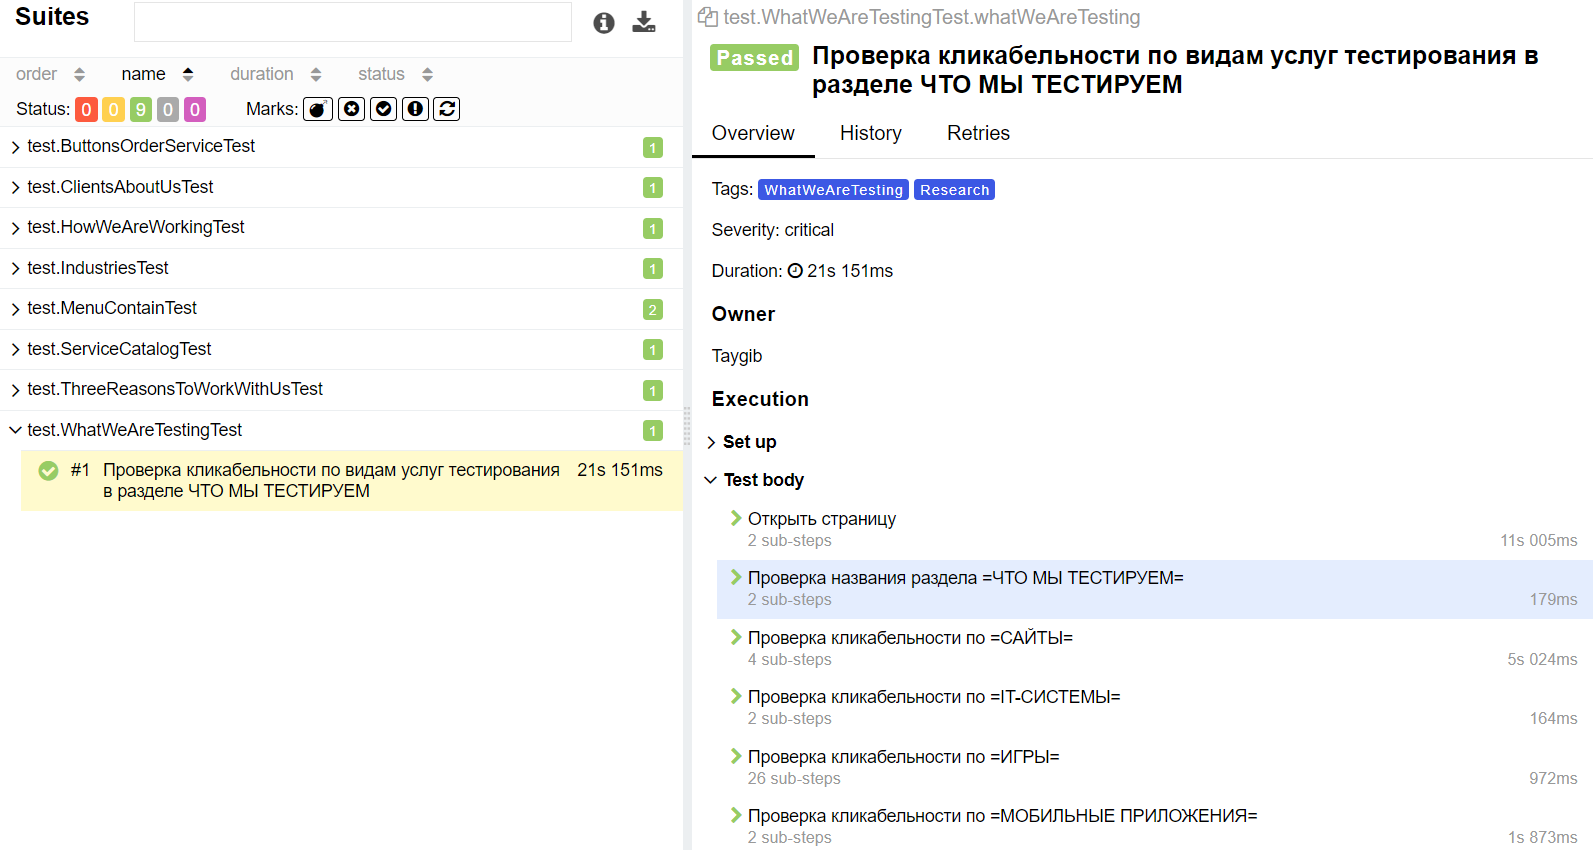 Suites
order name duration status
Status: 0 0 9 0 0 Marks:
test.ButtonsOrderServiceTest 1
test.ClientsAboutUsTest 1
test.HowWeAreWorkingTest 1
test.IndustriesTest 1
test.MenuContainTest 2
test.ServiceCatalogTest 1
test.ThreeReasonsToWorkWithUsTest 1
test.WhatWeAreTestingTest 1
#1 Проверка кликабельности по видам услуг тестирования 21s 151ms
в разделе ЧТО МЫ ТЕСТИРУЕМ
test.WhatWeAreTestingTest.whatWeAreTesting
Passed Проверка кликабельности по видам услуг тестирования в
разделе ЧТО МЫ ТЕСТИРУЕМ
Overview History Retries
Tags: WhatWeAreTesting Research
Severity: critical
Duration: 21s 151ms
Owner
Taygib
Execution
Set up
Test body
Открыть страницу
2 sub-steps 11s 005ms
Проверка названия раздела =ЧТО МЫ ТЕСТИРУЕМ=
2 sub-steps 179ms
Проверка кликабельности по =САЙТЫ=
4 sub-steps 5s 024ms
Проверка кликабельности по =IT-СИСТЕМЫ=
2 sub-steps 164ms
Проверка кликабельности по =ИГРЫ=
26 sub-steps 972ms
Проверка кликабельности по =МОБИЛЬНЫЕ ПРИЛОЖЕНИЯ=
2 sub-steps 1s 873ms